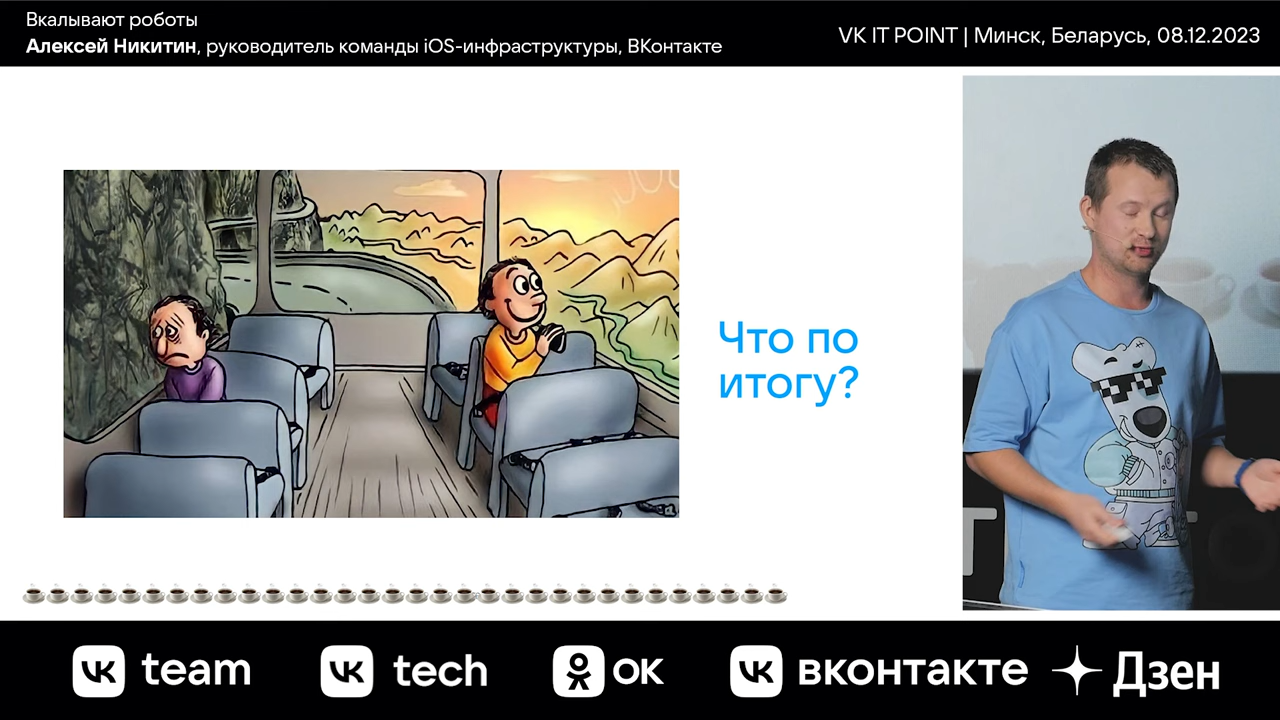 Вкалывают роботы
Алексей Никитин, руководитель команды iOS-инфраструктуры, ВКонтакте
VK IT POINT | Минск, Беларусь, 08.12.2023
Что по
итогу?
team
tech
ок
вконтакте
Дзен